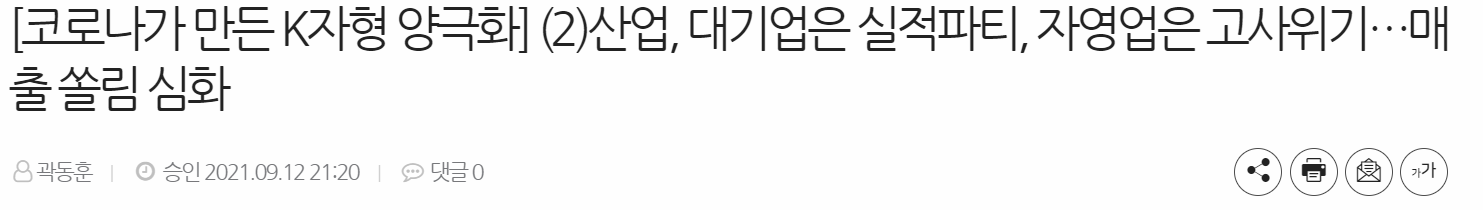 [코로나가 만든 K자형 양극화] (2)산업, 대기업은 실적파티, 자영업은 고사위기…매
출 쏠림 심화
곽동훈 승인 2021.09.12 21:20 댓글 0 가가